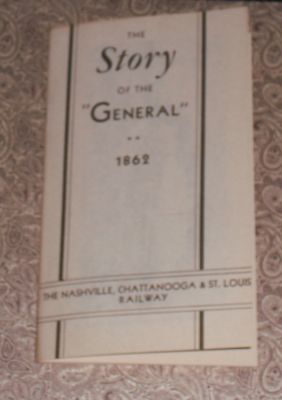 THE
Story
OF THE
"GENERAL"
1862
THE NASHVILLE, CHATTANOOGA & ST. LOUIS
RAILWAY